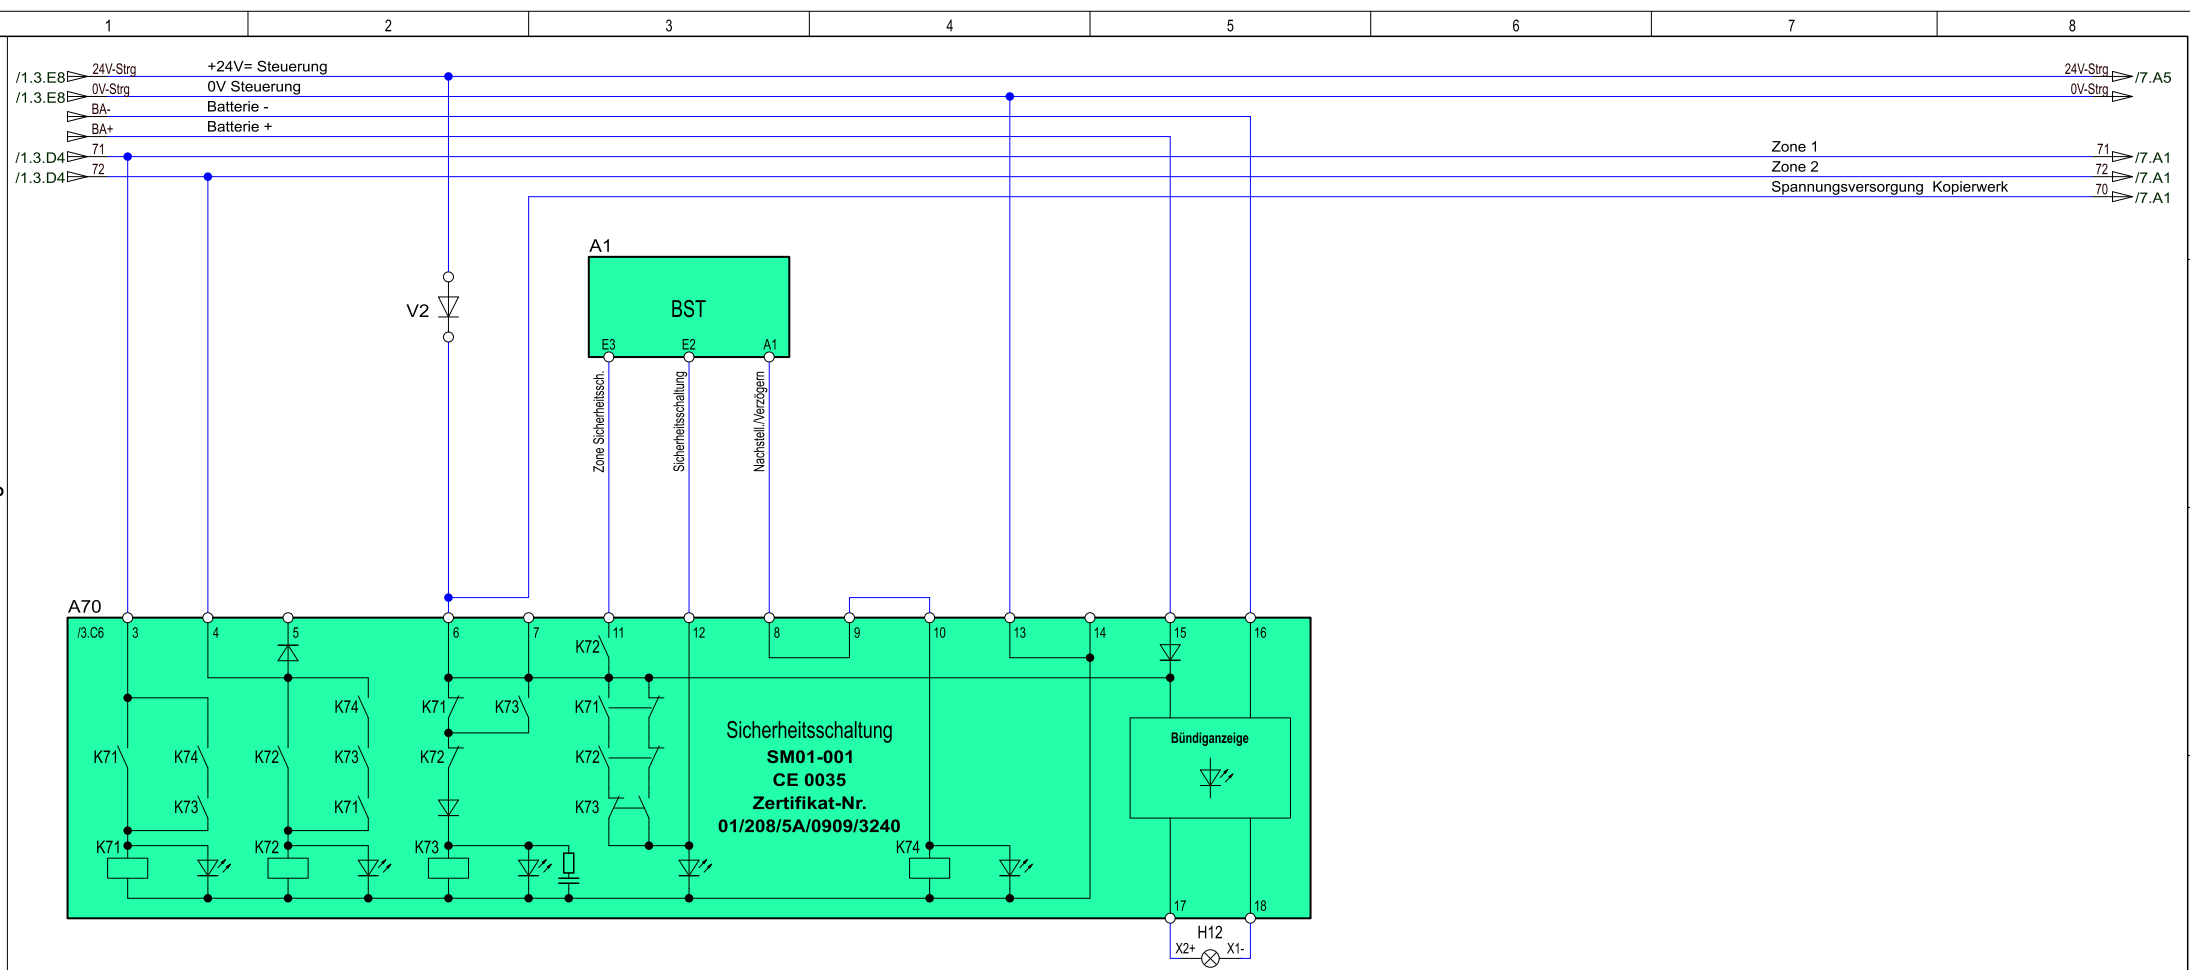 1 2 3 4 5 6 7 8
/1.3.E8 24V-Strg +24V= Steuerung 24V-Strg /7.A5
/1.3.E8 0V-Strg 0V Steuerung 0V-Strg
BA- Batterie -
BA+ Batterie +
/1.3.D4 71 Zone 1 71 /7.A1
/1.3.D4 72 Zone 2 72 /7.A1
Spannungsversorgung Kopierwerk 70 /7.A1
A1
V2
BST
E3 E2 A1
Zone Sicherheitssch.
Sicherheitsschaltung
Nachstell./Verzögern
A70
/3.C6 3 4 5 6 7 11 12 8 9 10 13 14 15 16
K72
K74 K71 K73 K71
K71 K74 K72 K73 K72 K72
K73 K71 K73
Sicherheitsschaltung
SM01-001
CE 0035
Zertifikat-Nr.
01/208/5A/0909/3240
Bündiganzeige
K71 K72 K73 K74
17 18
H12
X2+ X1-